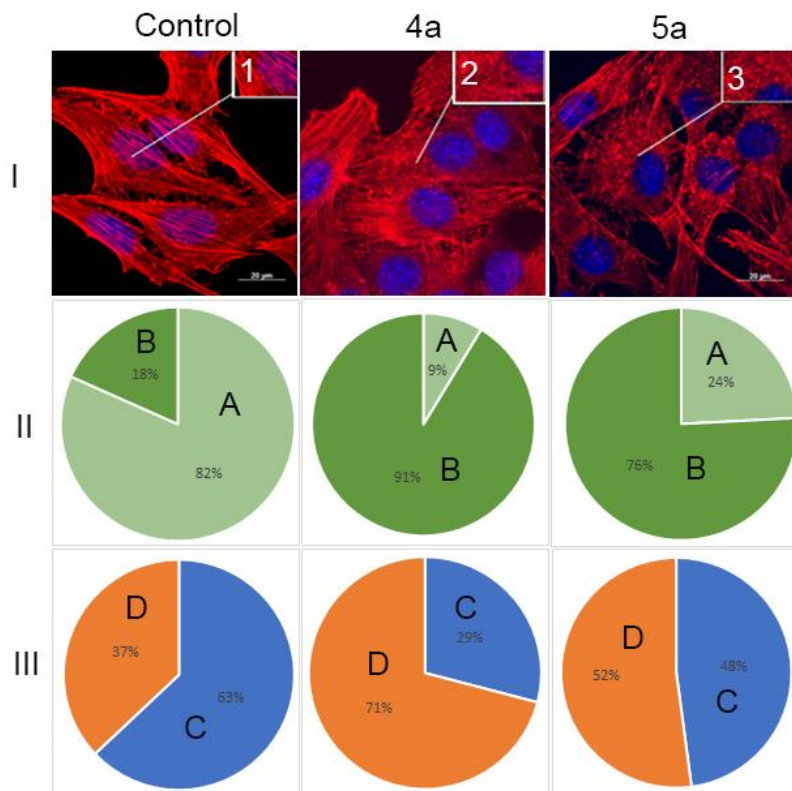 Control 4a 5a
I
1
2
3
20 µm
20 µm
II
B
18%
A
82%
A
9%
91%
B
A
24%
76%
B
III
D
37%
63%
C
C
29%
D
71%
D
52%
48%
C